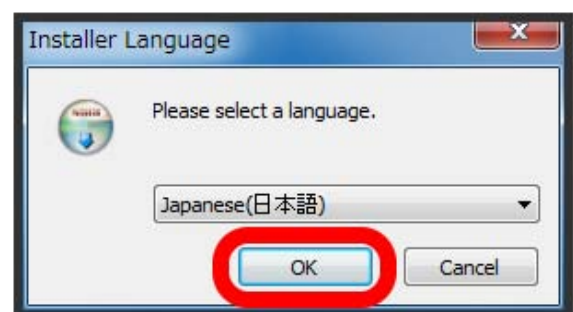 Installer Language
Please select a language.
Japanese(日本語)
OK
Cancel